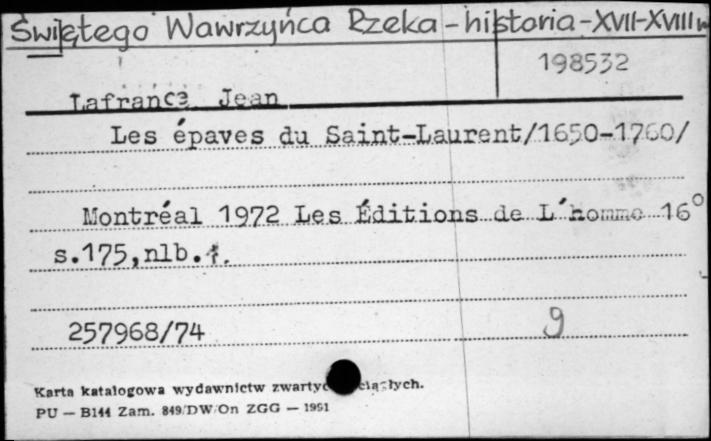 Świętego Wawrzyńca Rzeka - historia - XVII-XVIII w
198532
Lafrance Jean
Les épaves du Saint-Laurent/1650-1760/
Montréal 1972 Les Éditions de L'homme 16°
s.175,nlb.1.
257968/74
9
Karta katalogowa wydawnictw
PU — B144 Zam. 849/DW/On ZGG — 1951